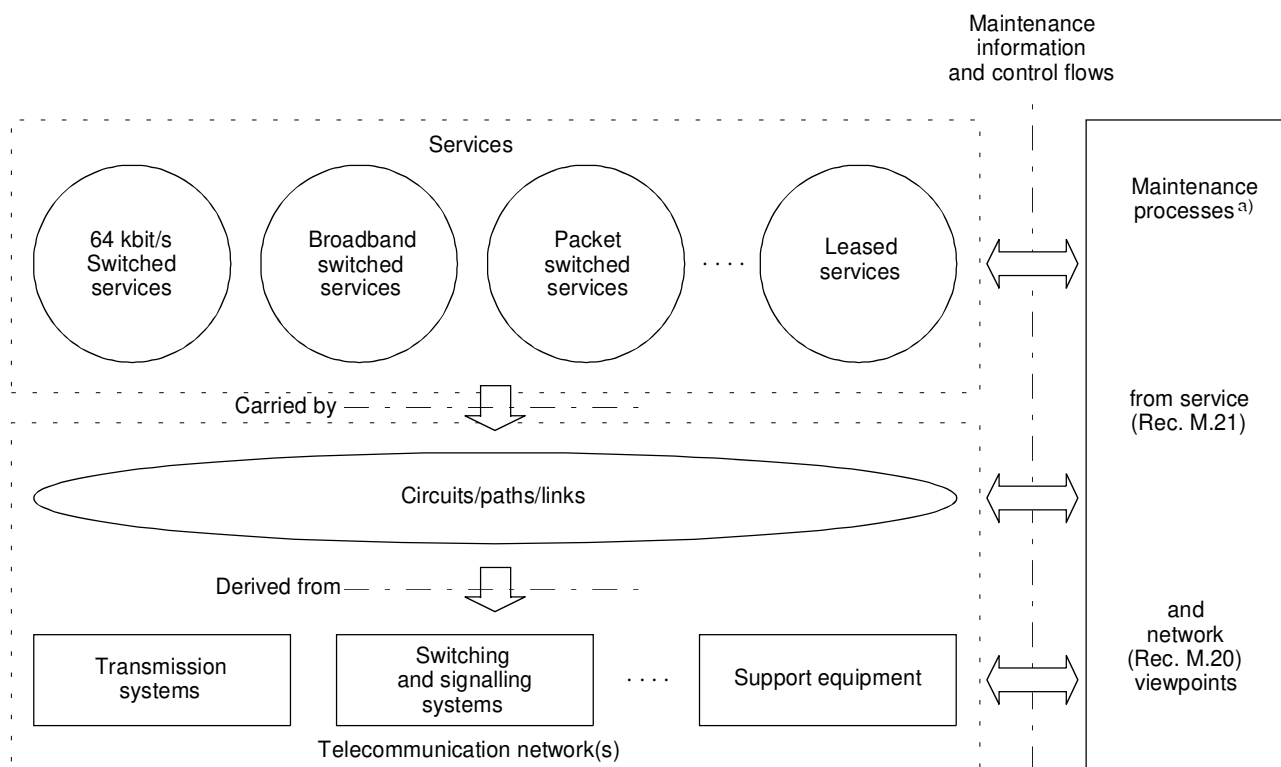 Maintenance
information
and control flows
Services
64 kbit/s
Switched
services
Broadband
switched
services
Packet
switched
services
. . . .
Leased
services
Maintenance
processes a)
Carried by
from service
(Rec. M.21)
Circuits/paths/links
Derived from
Transmission
systems
Switching
and signalling
systems
. . . .
Support equipment
and
network
(Rec. M.20)
viewpoints
Telecommunication network(s)